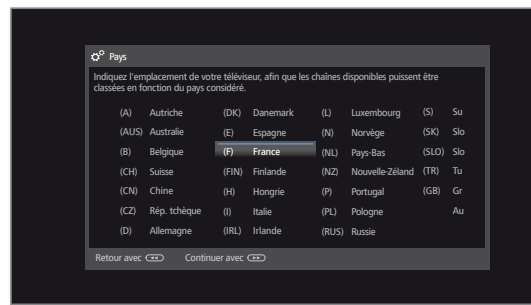 Pays
Indiquez l'emplacement de votre téléviseur, afin que les chaînes disponibles puissent être
classées en fonction du pays considéré.
(A) Autriche (DK) Danemark (L) Luxembourg (S) Su
(AUS) Australie (E) Espagne (N) Norvège (SK) Slo
(B) Belgique (F) France (NL) Pays-Bas (SLO) Slo
(CH) Suisse (FIN) Finlande (NZ) Nouvelle-Zéland (TR) Tu
(CN) Chine (H) Hongrie (P) Portugal (GB) Gr
(CZ) Rép. tchèque (I) Italie (PL) Pologne Au
(D) Allemagne (IRL) Irlande (RUS) Russie
Retour avec Continuer avec